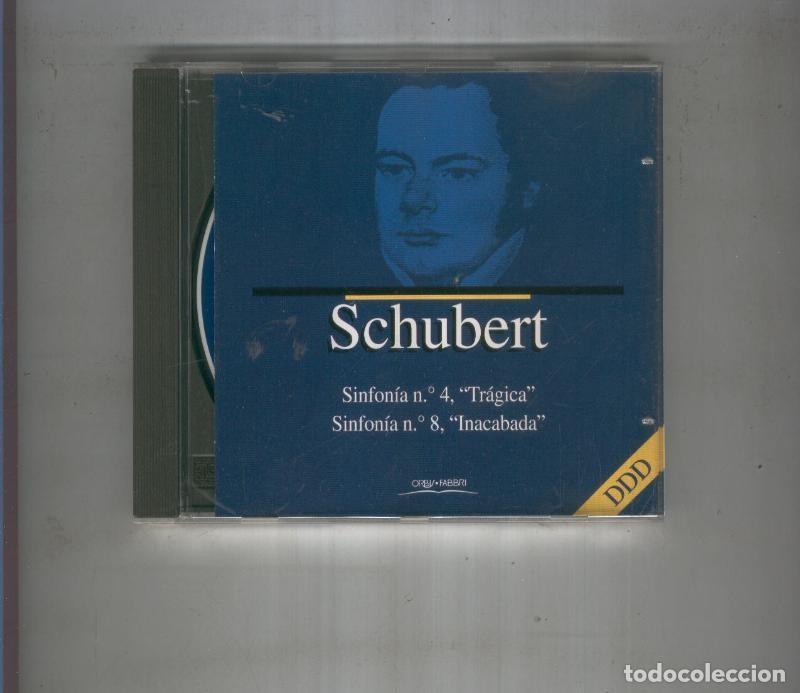 Schubert
Sinfonía n.° 4, “Trágica”
Sinfonía n.° 8, “Inacabada”
ORBIS•FABBRI
DDD
todocoleccion